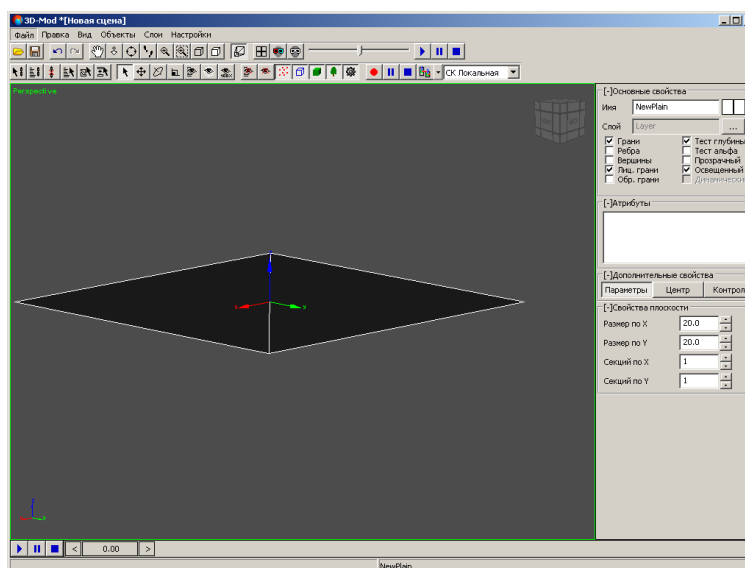 3D-Mod *[Новая сцена]
Файл Правка Вид Объекты Слои Настройки
СК Локальная
Perspective
[-]Основные свойства
Имя NewPlain
Слой Layer ...
Грани Тест глубины
Ребра Тест альфа
Вершины Прозрачный
Лиц. грани Освещенный
Обр. грани Динамически
[-]Атрибуты
[-]Дополнительные свойства
Параметры Центр Контрол
[-]Свойства плоскости
Размер по X 20.0
Размер по Y 20.0
Секций по X 1
Секций по Y 1
x y
z
x y
< 0.00 >
NewPlain